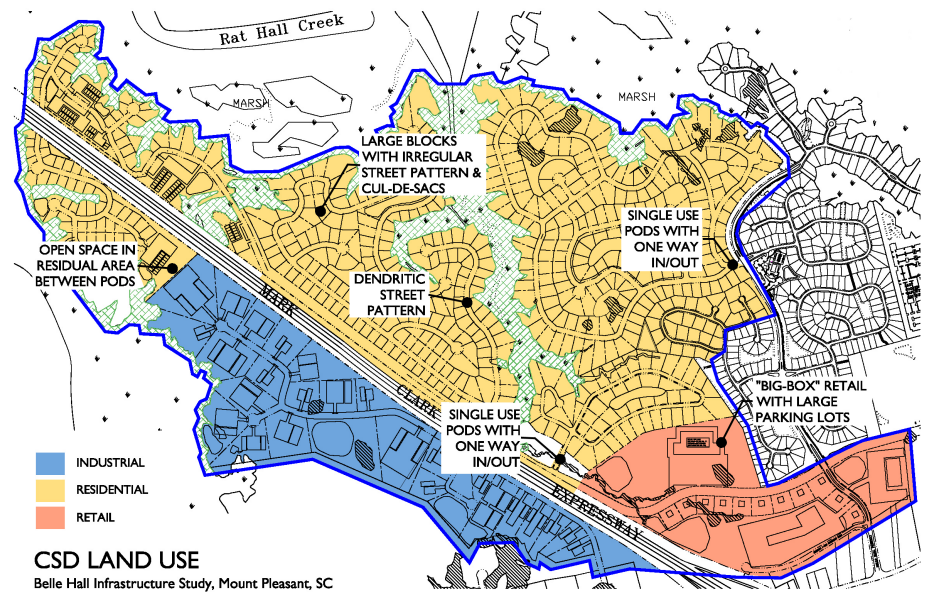 Rat Hall Creek
MARSH
MARSH
LARGE BLOCKS
WITH IRREGULAR
STREET PATTERN &
CUL-DE-SACS
SINGLE USE
PODS WITH
ONE WAY
IN/OUT
OPEN SPACE IN
RESIDUAL AREA
BETWEEN PODS
DENDRITIC
STREET
PATTERN
MARK
CLARK
EXPRESSWAY
"BIG-BOX" RETAIL
WITH LARGE
PARKING LOTS
SINGLE USE
PODS WITH
ONE WAY
IN/OUT
INDUSTRIAL
RESIDENTIAL
RETAIL
CSD LAND USE
Belle Hall Infrastructure Study, Mount Pleasant, SC